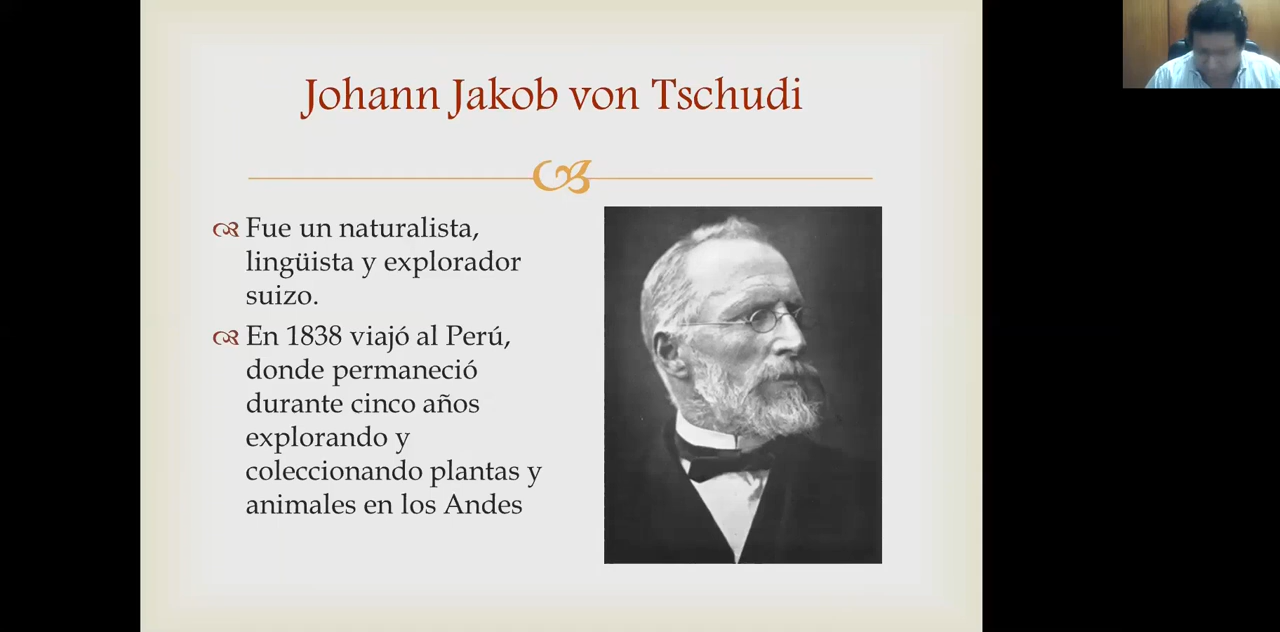 Johann Jakob von Tschudi
Fue un naturalista,
lingüista y explorador
suizo.
En 1838 viajó al Perú,
donde permaneció
durante cinco años
explorando y
coleccionando plantas y
animales en los Andes